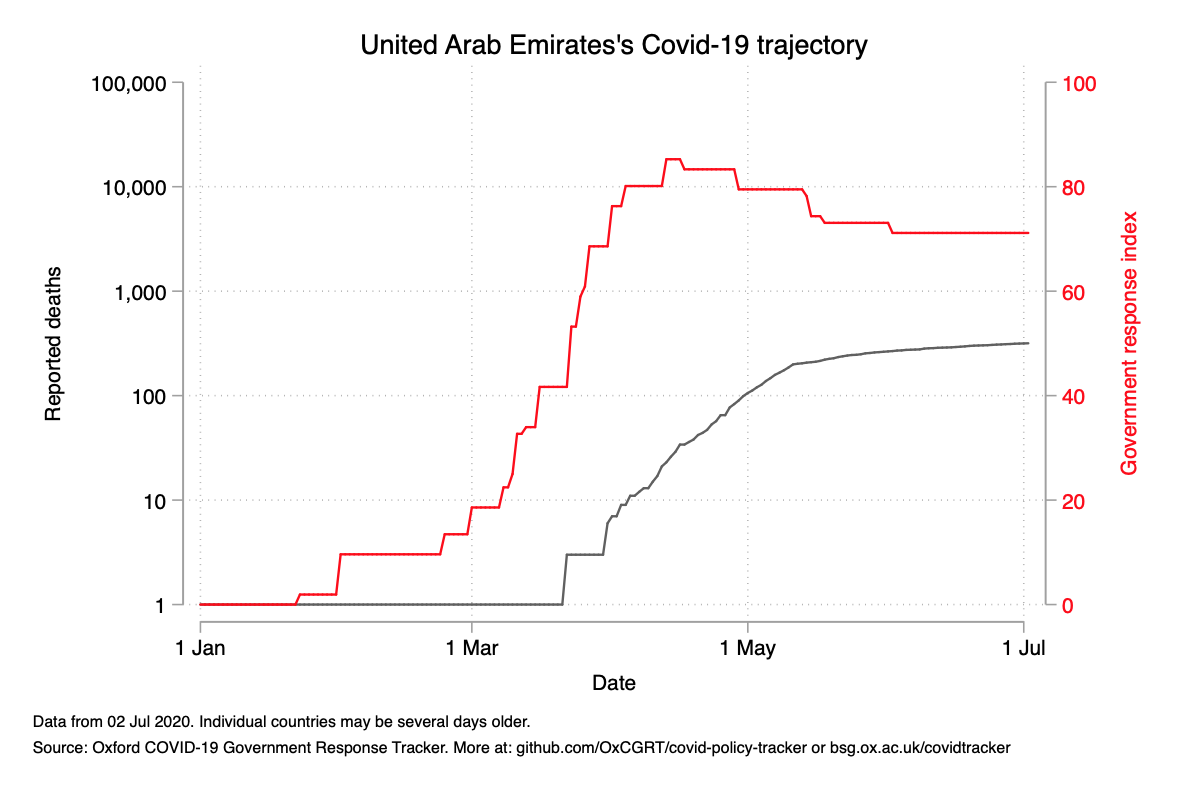 United Arab Emirates's Covid-19 trajectory
100,000
10,000
1,000
100
10
1
Reported deaths
100
80
60
40
20
0
Government response index
1 Jan
1 Mar
1 May
1 Jul
Date
Data from 02 Jul 2020. Individual countries may be several days older.
Source: Oxford COVID-19 Government Response Tracker. More at: github.com/OxCGRT/covid-policy-tracker or bsg.ox.ac.uk/covidtracker